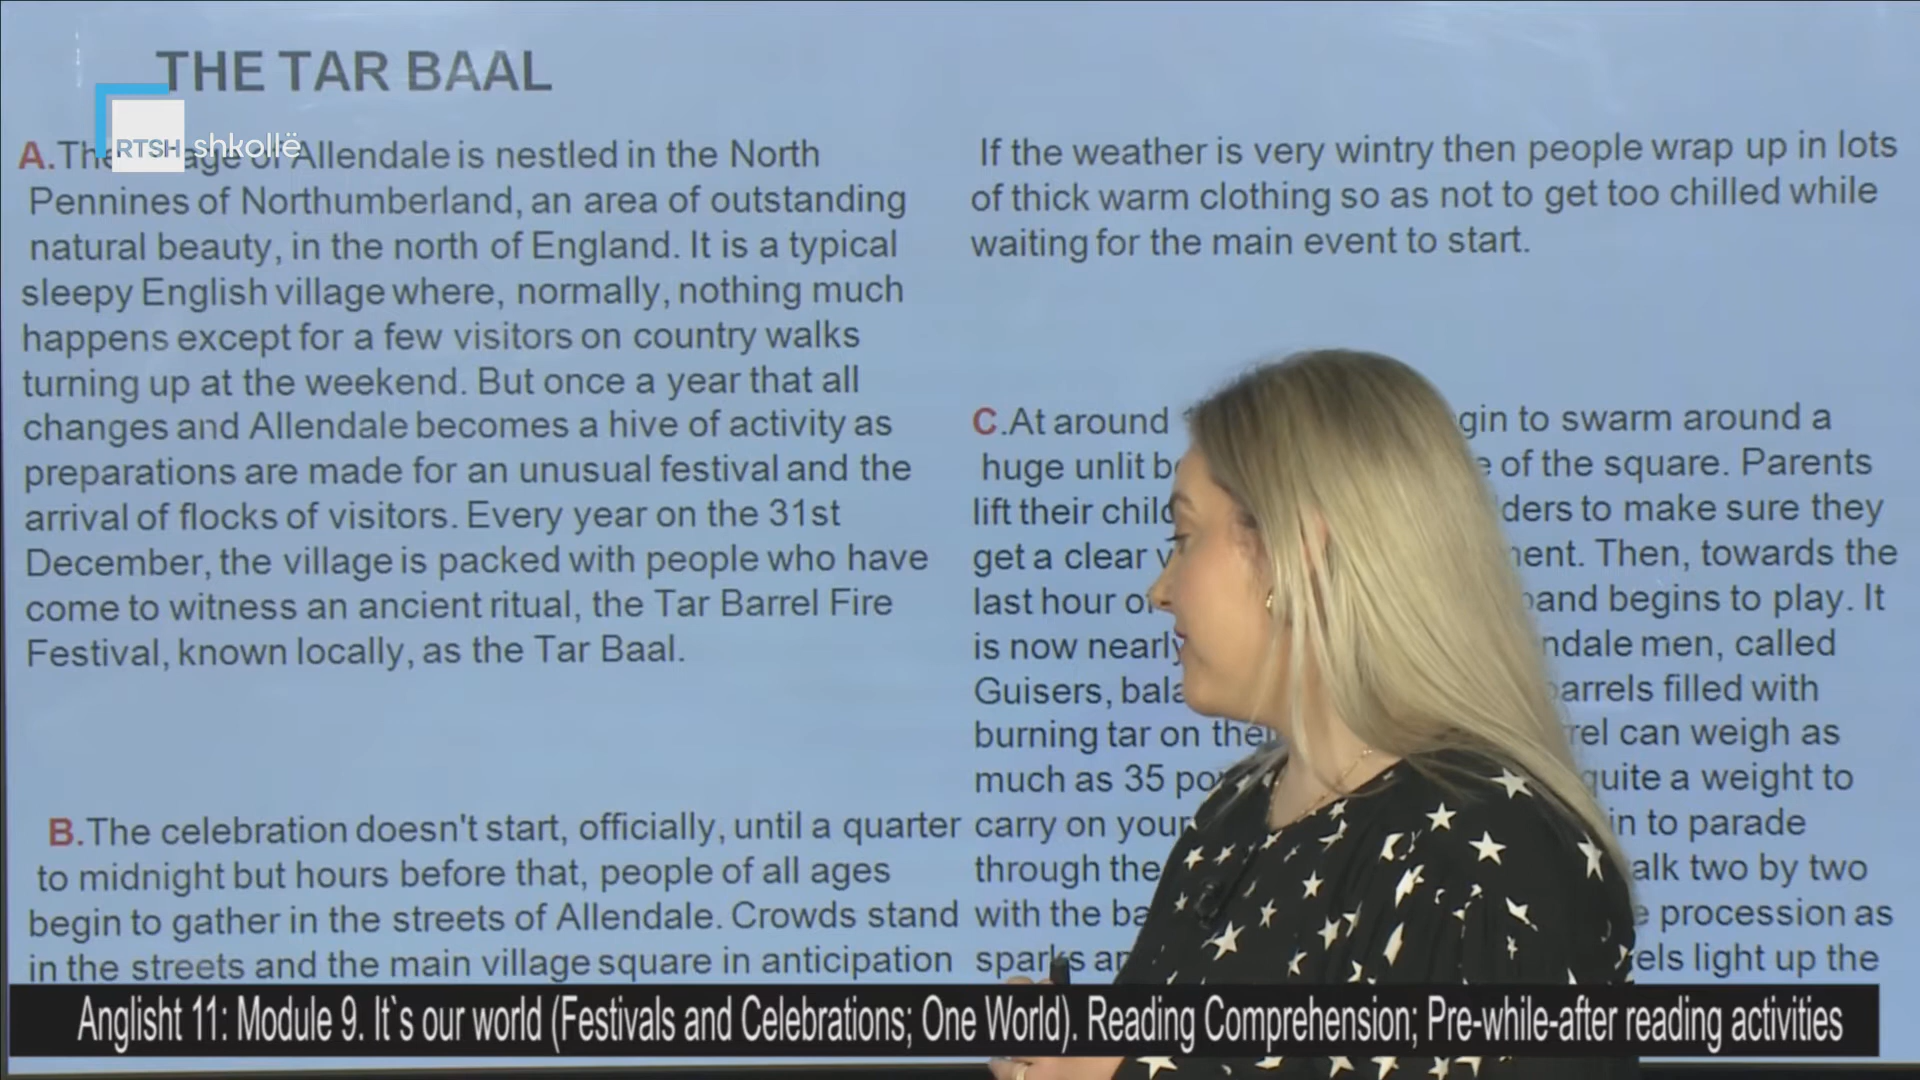 THE TAR BAAL
RTSH shkollë
A. of Allendale is nestled in the North
Pennines of Northumberland, an area of outstanding
natural beauty, in the north of England. It is a typical
sleepy English village where, normally, nothing much
happens except for a few visitors on country walks
turning up at the weekend. But once a year that all
changes and Allendale becomes a hive of activity as
preparations are made for an unusual festival and the
arrival of flocks of visitors. Every year on the 31st
December, the village is packed with people who have
come to witness an ancient ritual, the Tar Barrel Fire
Festival, known locally, as the Tar Baal.
B.The celebration doesn't start, officially, until a quarter
to midnight but hours before that, people of all ages
begin to gather in the streets of Allendale. Crowds stand
in the streets and the main village square in anticipation
If the weather is very wintry then people wrap up in lots
of thick warm clothing so as not to get too chilled while
waiting for the main event to start.
C.At around to swarm around a
huge unlit of the square. Parents
lift their to make sure they
get a clear Then, towards the
last hour begins to play. It
is now nearly men, called
Guisers, filled with
burning tar on can weigh as
much as 35 quite a weight to
carry on to parade
through the two by two
with the procession as
sparks light up the
Anglisht 11: Module 9. It`s our world (Festivals and Celebrations; One World). Reading Comprehension; Pre-while-after reading activities